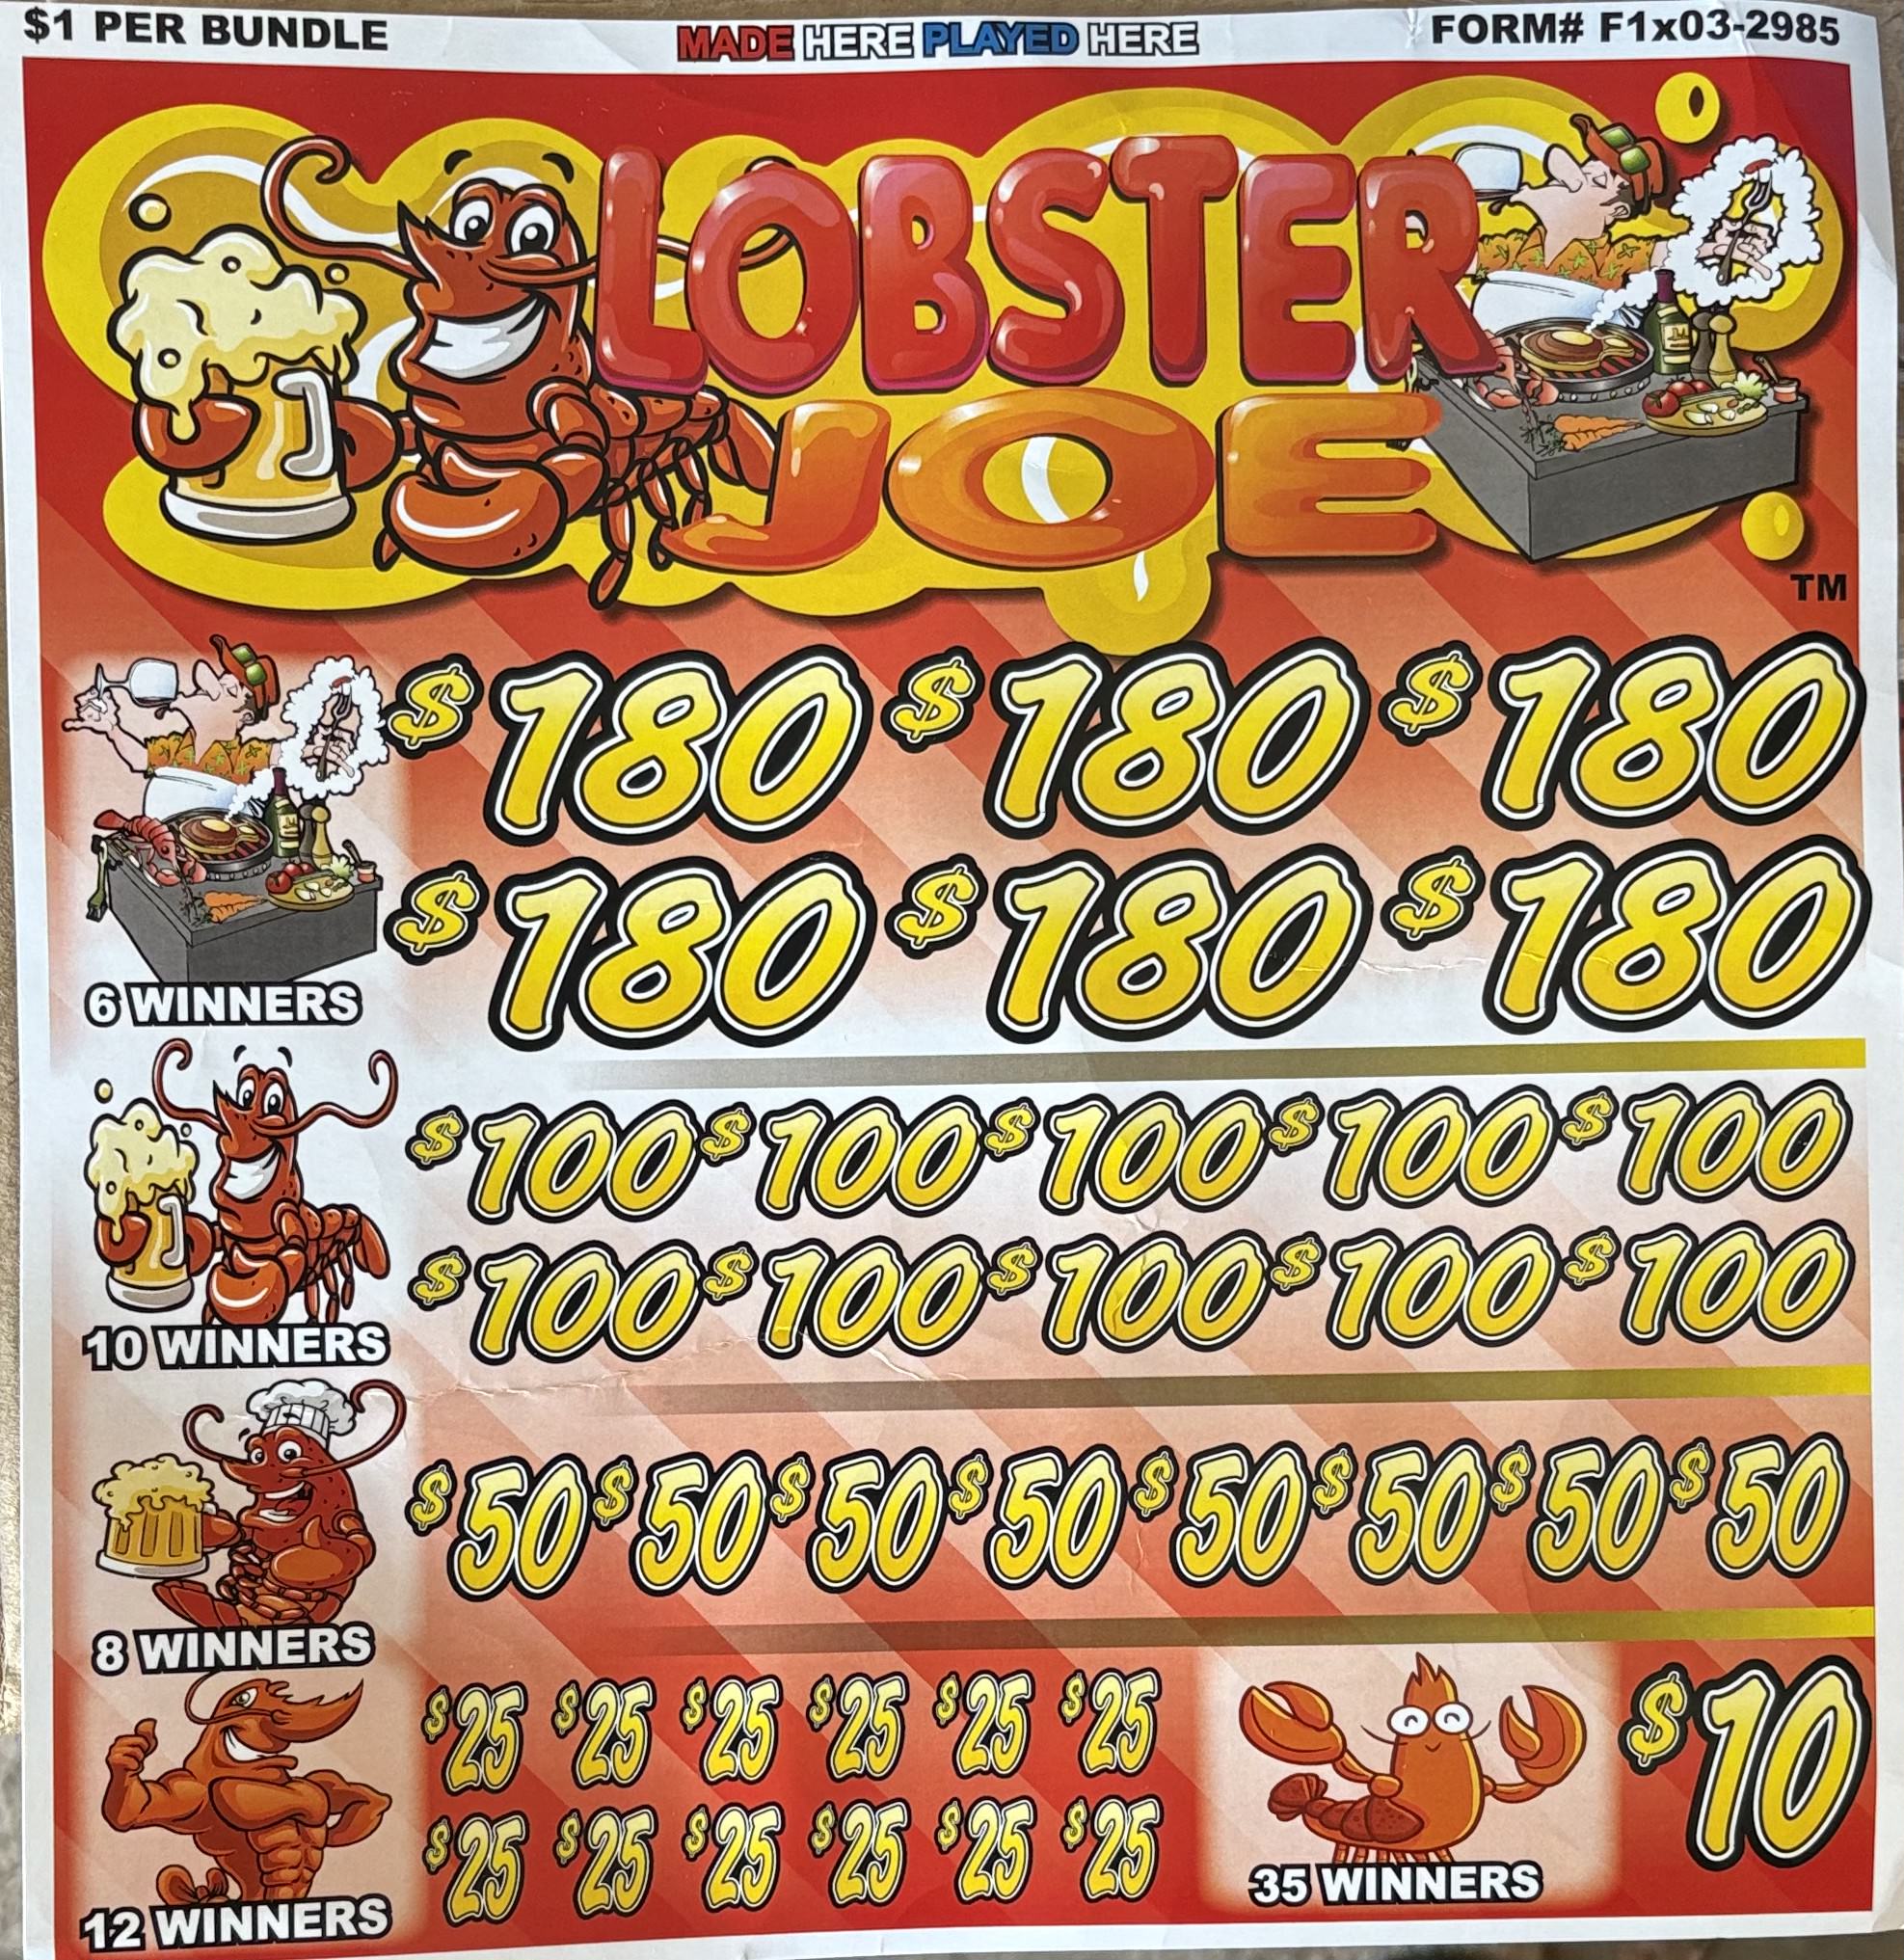 $1 PER BUNDLE
MADE HERE PLAYED HERE
FORM# F1x03-2985
LOBSTER
JOE
TM
$180 $180 $180
$180 $180 $180
6 WINNERS
$100 $100 $100 $100 $100
$100 $100 $100 $100 $100
10 WINNERS
$50 $50 $50 $50 $50 $50 $50 $50
8 WINNERS
$25 $25 $25 $25 $25 $25
$25 $25 $25 $25 $25 $25
12 WINNERS
$10
35 WINNERS